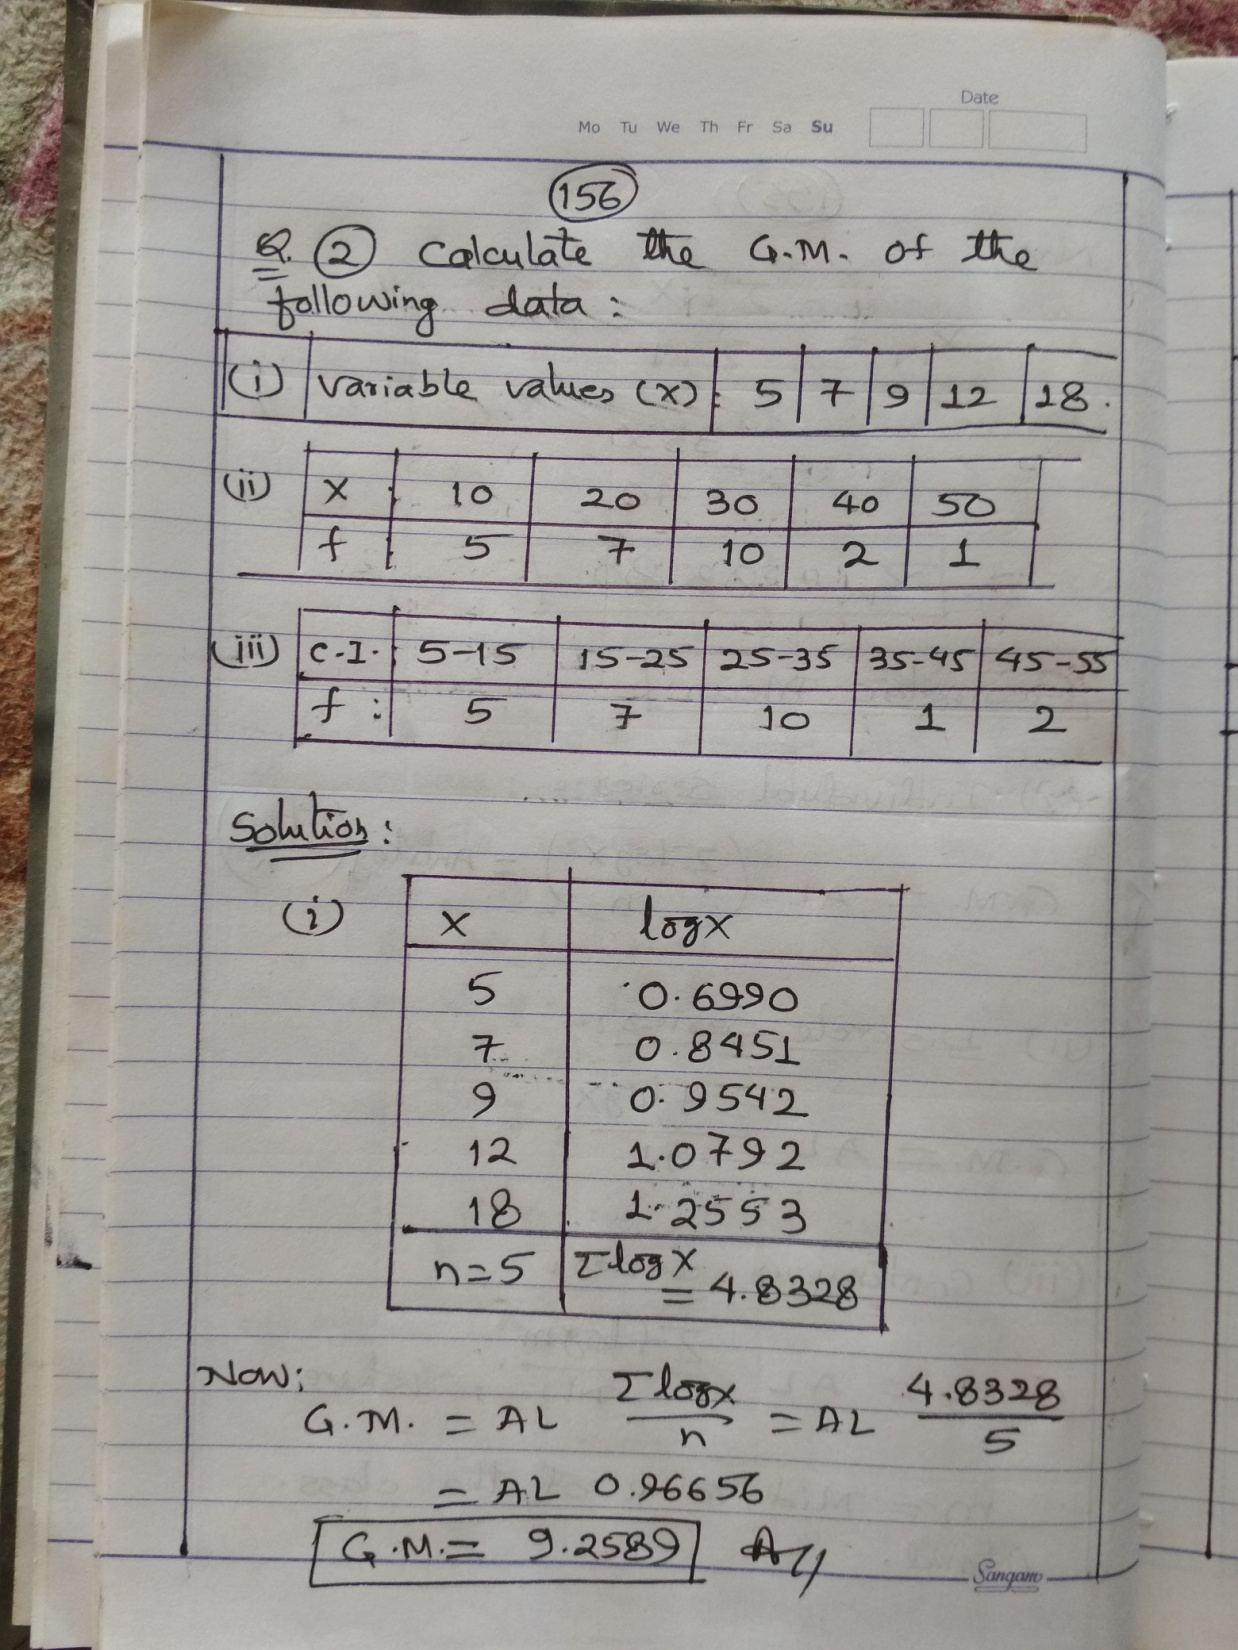 Date
Mo Tu We Th Fr Sa Su
156
Q. 2 Calculate the G.M. of the
following data :
(i) Variable values (x): 5 7 9 12 18.
(ii) X : 10 20 30 40 50
f : 5 7 10 2 1
(iii) C.I. : 5-15 15-25 25-35 35-45 45-55
f : 5 7 10 1 2
Solution :
(i) X logx
5 0.6990
7 0.8451
9 0.9542
12 1.0792
18 1.2553
n=5 Σlogx = 4.8328
Now;
G.M. = AL Σlogx/n = AL 4.8328/5
= AL 0.96656
G.M. = 9.2589
Sangam